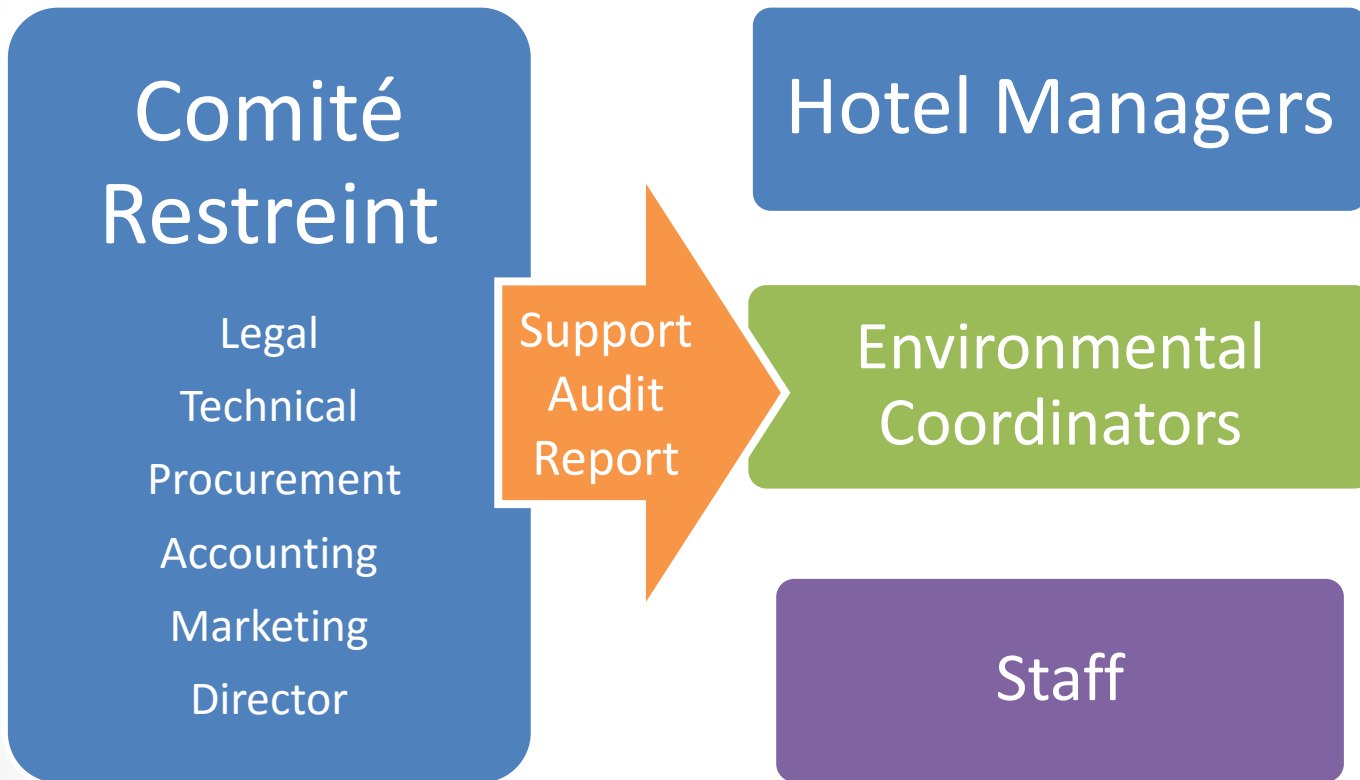 Comité
Restreint
Legal
Technical
Procurement
Accounting
Marketing
Director
Support
Audit
Report
Hotel Managers
Environmental
Coordinators
Staff